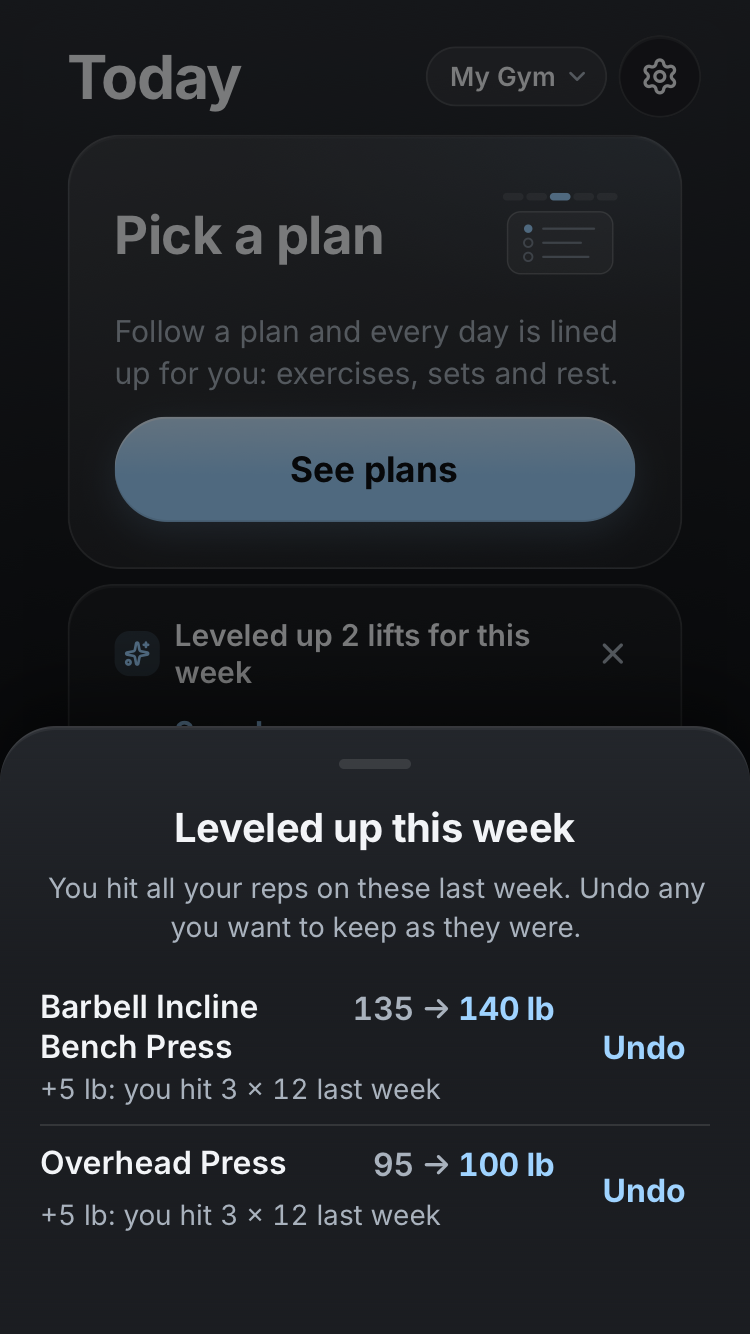 Today
My Gym
Pick a plan
Follow a plan and every day is lined
up for you: exercises, sets and rest.
See plans
Leveled up 2 lifts for this
week
Leveled up this week
You hit all your reps on these last week. Undo any
you want to keep as they were.
Barbell Incline
Bench Press
135 → 140 lb
Undo
+5 lb: you hit 3 × 12 last week
Overhead Press
95 → 100 lb
Undo
+5 lb: you hit 3 × 12 last week